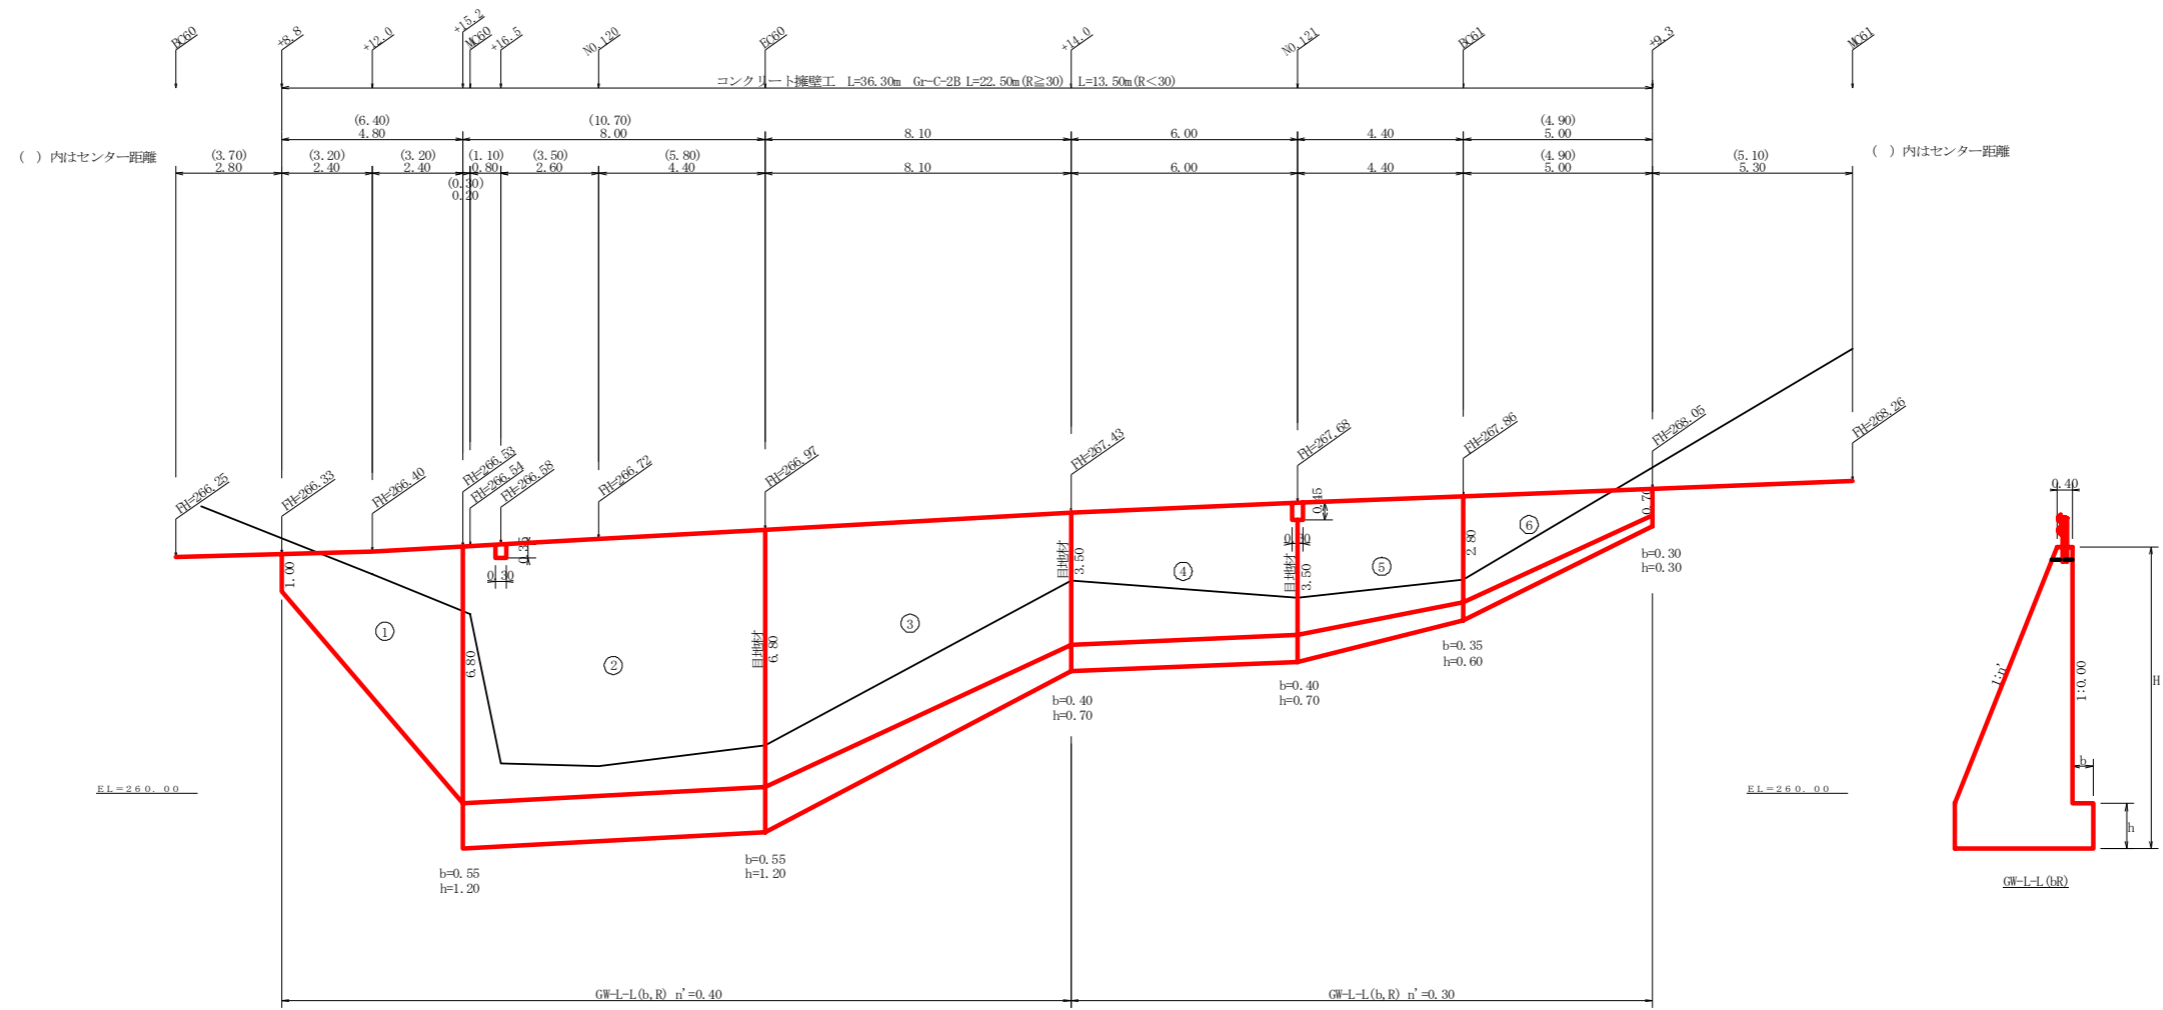 BC60
+8.8
+12.0
+15.2
MC60
+16.5
NO.120
EC60
+14.0
NO.121
BC61
+9.3
MC61
コンクリート擁壁工 L=36.30m Gr-C-2B L=22.50m(R≧30) L=13.50m(R<30)
(6.40)
4.80
(10.70)
8.00
8.10
6.00
4.40
(4.90)
5.00
( )内はセンター距離
( )内はセンター距離
(3.70)
2.80
(3.20)
2.40
(3.20)
2.40
(0.30)
0.20
(1.10)
0.80
(3.50)
2.60
(5.80)
4.40
8.10
6.00
4.40
(4.90)
5.00
(5.10)
5.30
FH=266.25
FH=266.33
FH=266.40
FH=266.53
FH=266.54
FH=266.58
FH=266.72
FH=266.97
FH=267.43
FH=267.68
FH=267.86
FH=268.05
FH=268.26
1.00
6.80
0.35
0.30
目地材
6.80
目地材
3.50
0.45
0.30
目地材
3.50
2.80
0.70
①
②
③
④
⑤
⑥
b=0.55
h=1.20
b=0.55
h=1.20
b=0.40
h=0.70
b=0.40
h=0.70
b=0.35
h=0.60
b=0.30
h=0.30
EL=260.00
EL=260.00
GW-L-L(b,R) n'=0.40
GW-L-L(b,R) n'=0.30
0.40
1:n'
1:0.00
H
b
h
GW-L-L(bR)